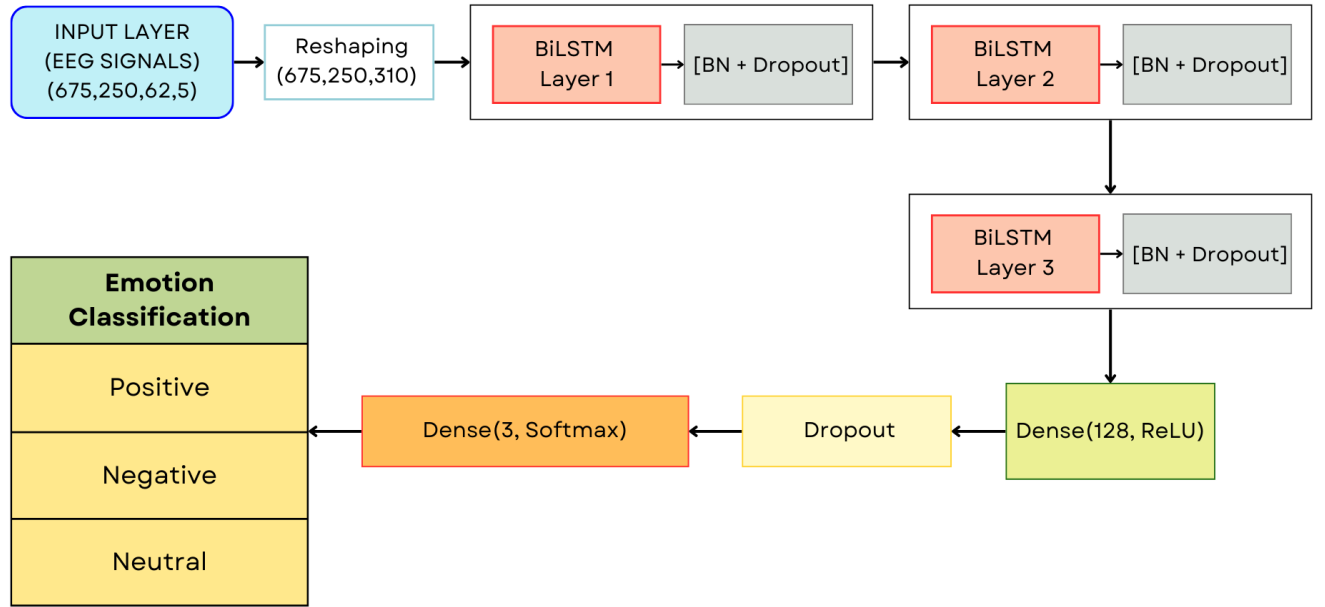 INPUT LAYER
(EEG SIGNALS)
(675,250,62,5)
Reshaping
(675,250,310)
BiLSTM
Layer 1
[BN + Dropout]
BiLSTM
Layer 2
[BN + Dropout]
BiLSTM
Layer 3
[BN + Dropout]
Dense(128, ReLU)
Dropout
Dense(3, Softmax)
Emotion
Classification
Positive
Negative
Neutral